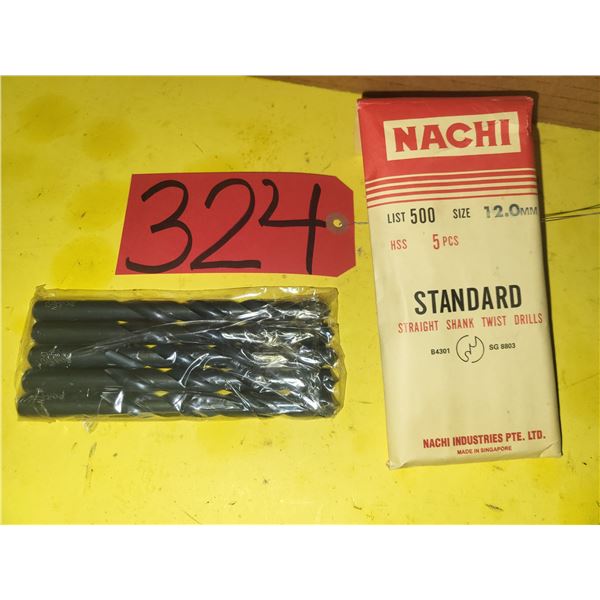 324
NACHI
LIST 500 SIZE 12.0MM
HSS 5 PCS
STANDARD
STRAIGHT SHANK TWIST DRILLS
B4301 SG 8803
NACHI INDUSTRIES PTE. LTD.
MADE IN SINGAPORE